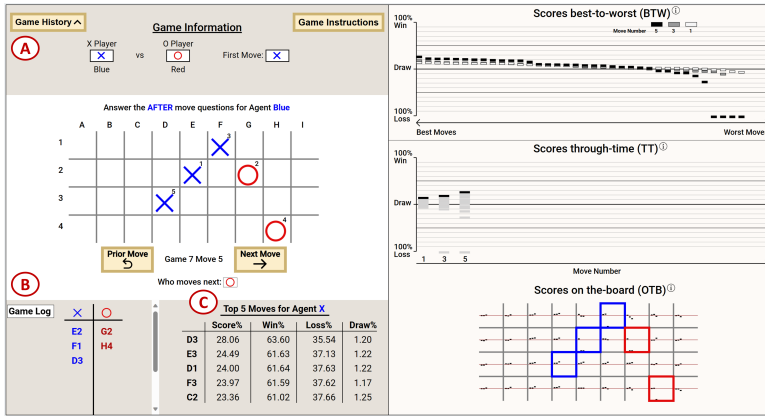 Game History
Game Information
Game Instructions
A
X Player
vs
O Player
First Move:
Blue
Red
Answer the AFTER move questions for Agent Blue
A B C D E F G H I
1
3
2
1
2
3
5
4
4
Prior Move
Game 7 Move 5
Next Move
Who moves next:
B
Game Log
E2 G2
F1 H4
D3
C
Top 5 Moves for Agent X
Score% Win% Loss% Draw%
D3 28.06 63.60 35.54 1.20
E3 24.49 61.63 37.13 1.22
D1 24.00 61.64 37.63 1.22
F3 23.97 61.59 37.62 1.17
C2 23.36 61.02 37.66 1.25
Scores best-to-worst (BTW) i
100%
Win
Move Number
5 3 1
Draw
100%
Loss
Best Moves
Worst Moves
Scores through-time (TT) i
100%
Win
Draw
100%
Loss
1 3 5
Move Number
Scores on-the-board (OTB) i